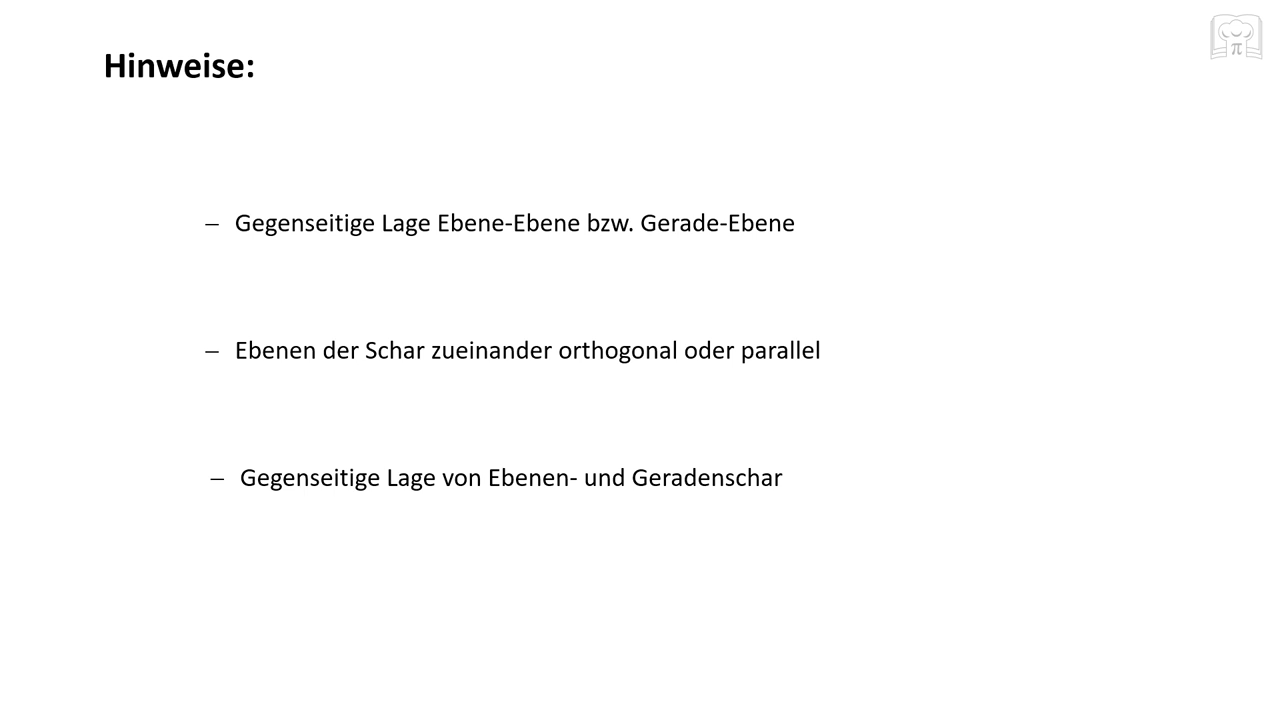 Hinweise:
– Gegenseitige Lage Ebene-Ebene bzw. Gerade-Ebene
– Ebenen der Schar zueinander orthogonal oder parallel
– Gegenseitige Lage von Ebenen- und Geradenschar
π